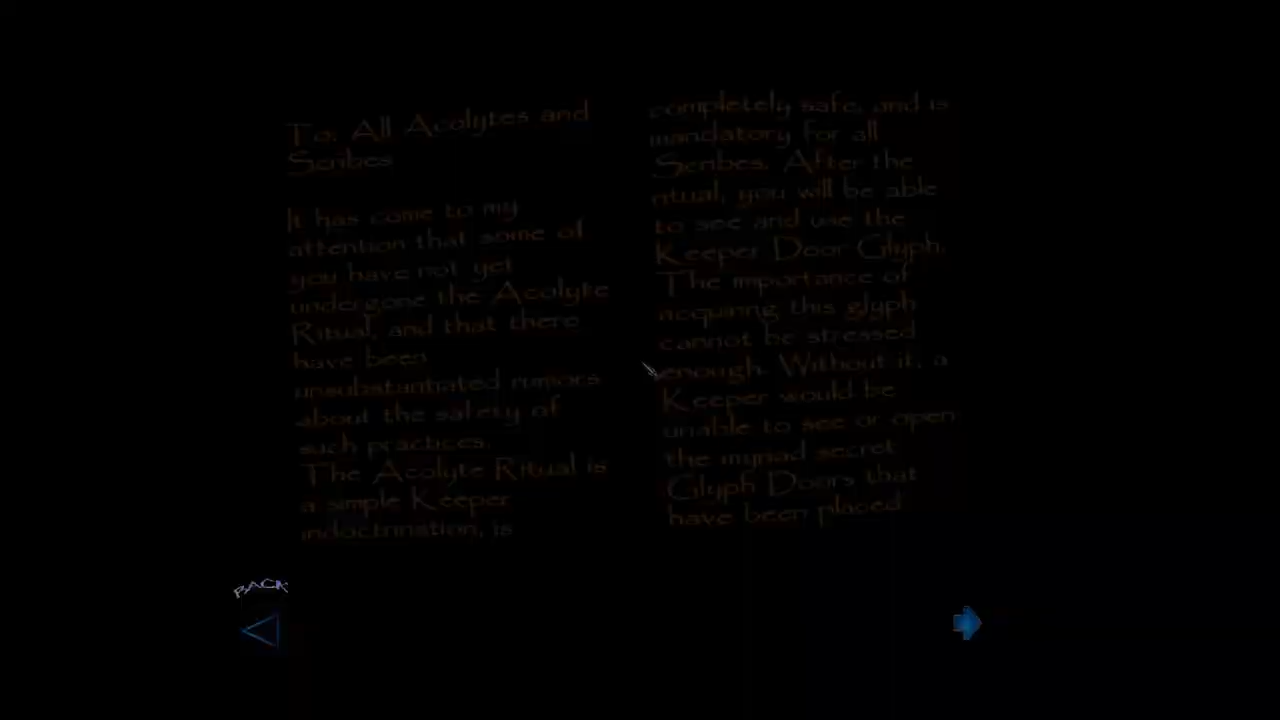 To: All Acolytes and
Scribes
It has come to my
attention that some of
you have not yet
undergone the Acolyte
Ritual, and that there
have been
unsubstantiated rumors
about the safety of
such practices.
The Acolyte Ritual is
a simple Keeper
indoctrination, is
completely safe, and is
mandatory for all
Scribes. After the
ritual, you will be able
to see and use the
Keeper Door Glyph.
The importance of
acquiring this glyph
cannot be stressed
enough. Without it, a
Keeper would be
unable to see or open
the myriad secret
Glyph Doors that
have been placed
BACK